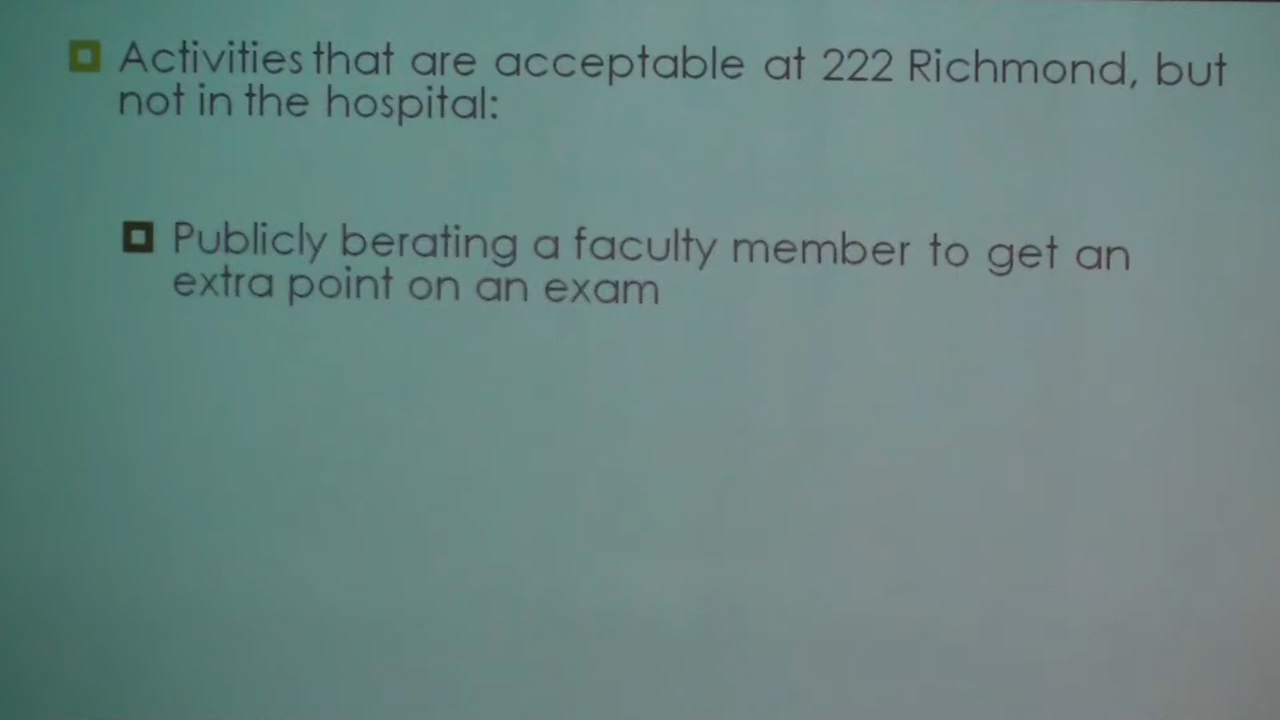 Activities that are acceptable at 222 Richmond, but
not in the hospital:
Publicly berating a faculty member to get an
extra point on an exam